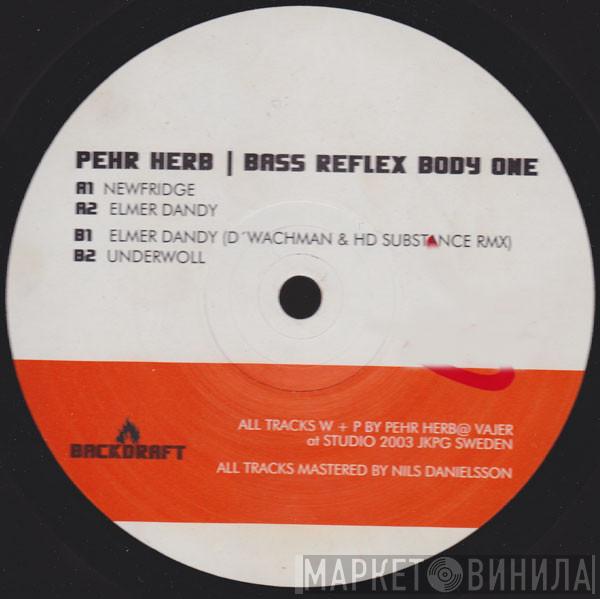 PEHR HERB | BASS REFLEX BODY ONE
A1 NEWFRIDGE
A2 ELMER DANDY
B1 ELMER DANDY (D´WACHMAN & HD SUBSTANCE RMX)
B2 UNDERWOLL
ALL TRACKS W + P BY PEHR HERB@ VAJER
at STUDIO 2003 JKPG SWEDEN
BACKDRAFT
ALL TRACKS MASTERED BY NILS DANIELSSON
МАРКЕТ ВИНИЛА